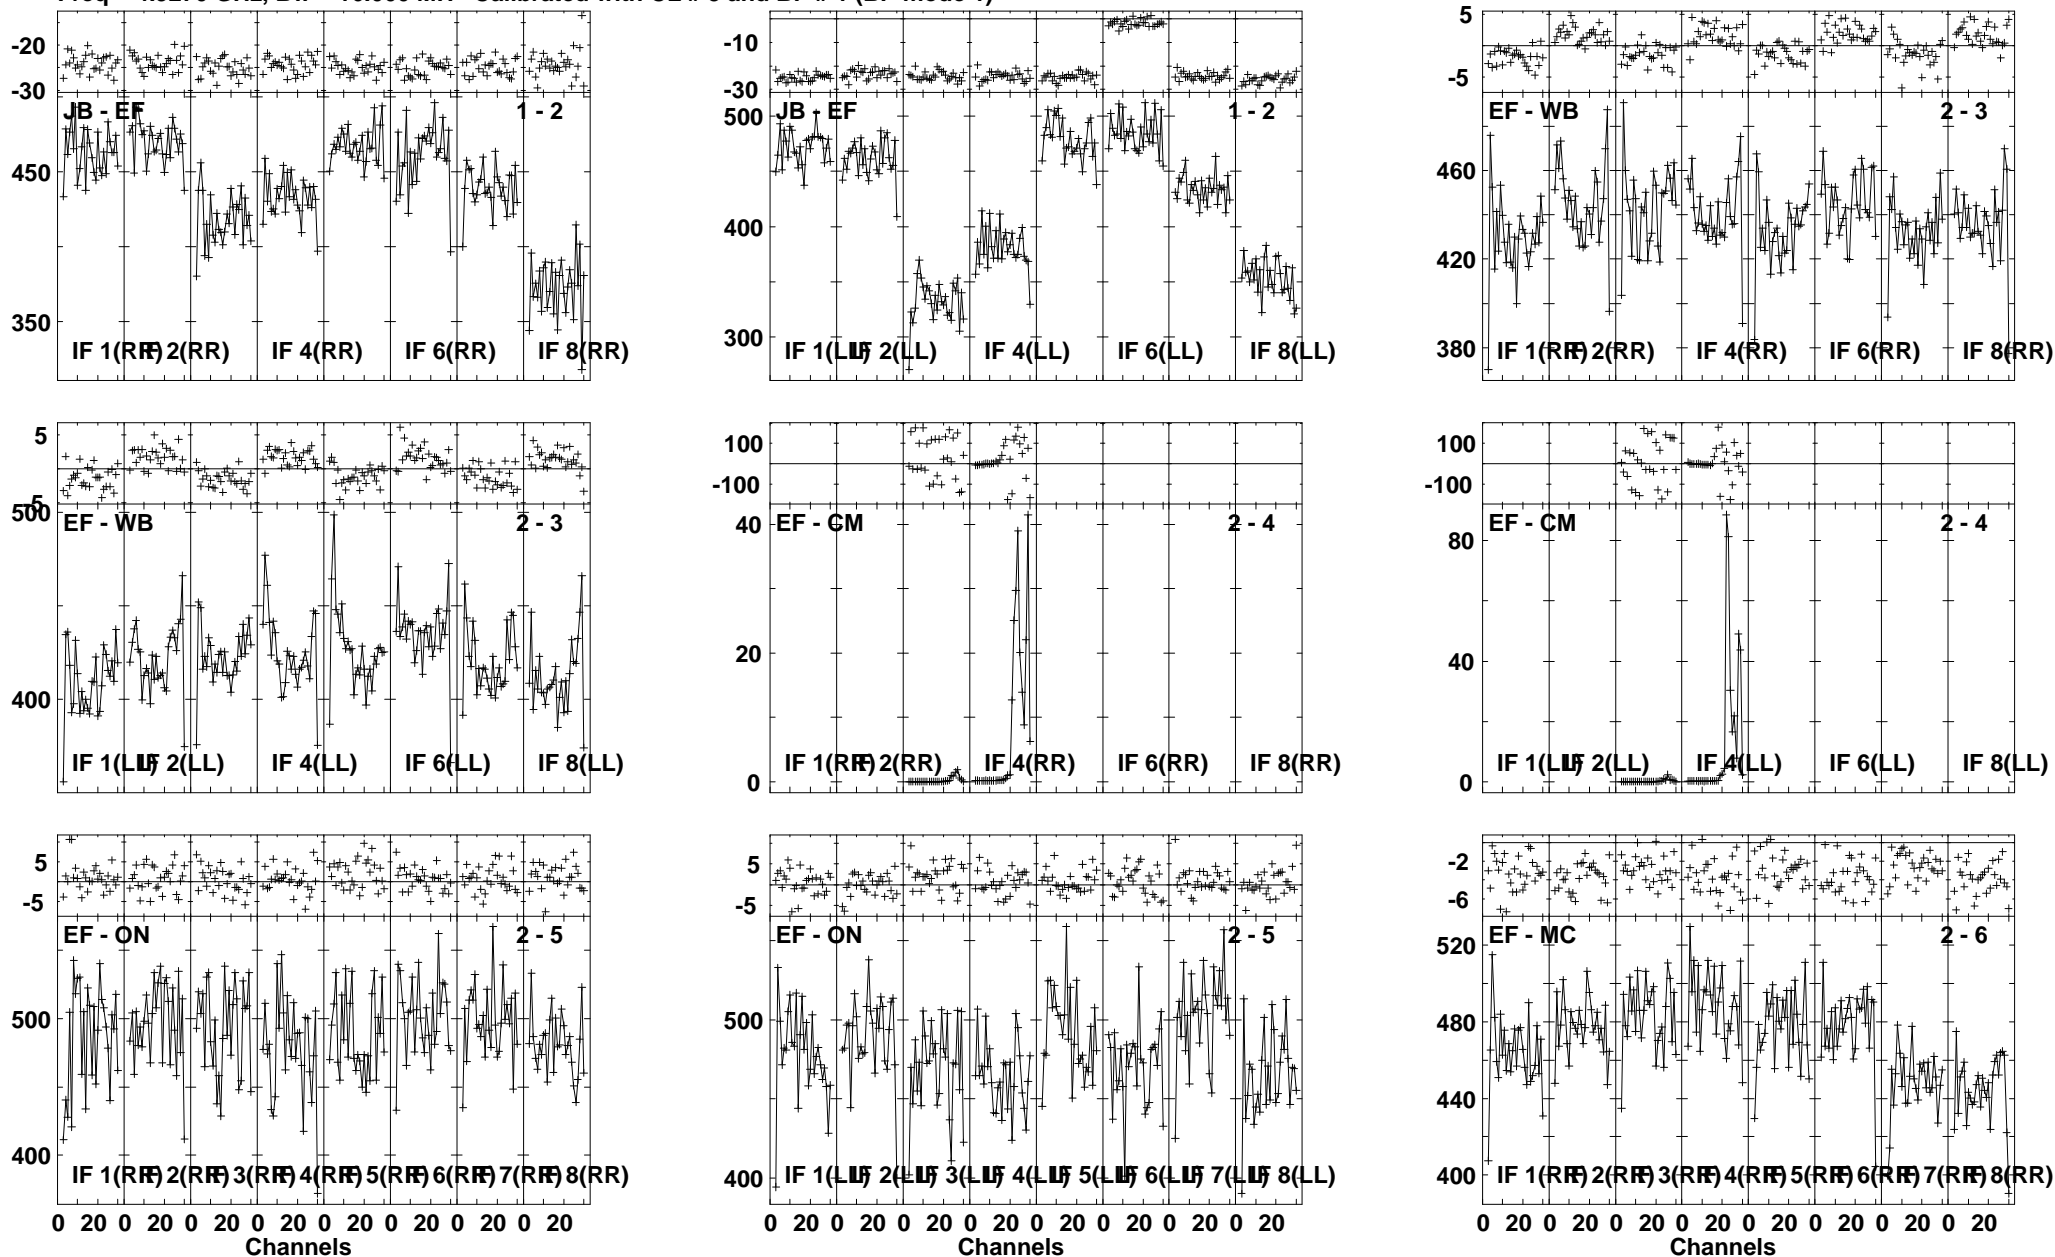 -20
-30
JB - EF 1 - 2
450
350
IF 1(RR) IF 2(RR) IF 4(RR) IF 6(RR) IF 8(RR)
-10
-30
500
JB - EF 1 - 2
400
300
IF 1(LL) IF 2(LL) IF 4(LL) IF 6(LL) IF 8(LL)
5
-5
EF - WB 2 - 3
460
420
380
IF 1(RR) IF 2(RR) IF 4(RR) IF 6(RR) IF 8(RR)
5
-5
500
EF - WB 2 - 3
400
IF 1(LL) IF 2(LL) IF 4(LL) IF 6(LL) IF 8(LL)
100
-100
EF - CM 2 - 4
40
20
0
IF 1(RR) IF 2(RR) IF 4(RR) IF 6(RR) IF 8(RR)
100
-100
EF - CM 2 - 4
80
40
0
IF 1(LL) IF 2(LL) IF 4(LL) IF 6(LL) IF 8(LL)
5
-5
EF - ON 2 - 5
500
400
IF 1(RR) IF 2(RR) IF 3(RR) IF 4(RR) IF 5(RR) IF 6(RR) IF 7(RR) IF 8(RR)
0 20 0 20 0 20 0 20 0 20 0 20 0 20 0 20
Channels
5
-5
EF - ON 2 - 5
500
400
IF 1(LL) IF 2(LL) IF 3(LL) IF 4(LL) IF 5(LL) IF 6(LL) IF 7(LL) IF 8(LL)
0 20 0 20 0 20 0 20 0 20 0 20 0 20 0 20
Channels
-2
-6
EF - MC 2 - 6
520
480
440
400
IF 1(RR) IF 2(RR) IF 3(RR) IF 4(RR) IF 5(RR) IF 6(RR) IF 7(RR) IF 8(RR)
0 20 0 20 0 20 0 20 0 20 0 20 0 20 0 20
Channels